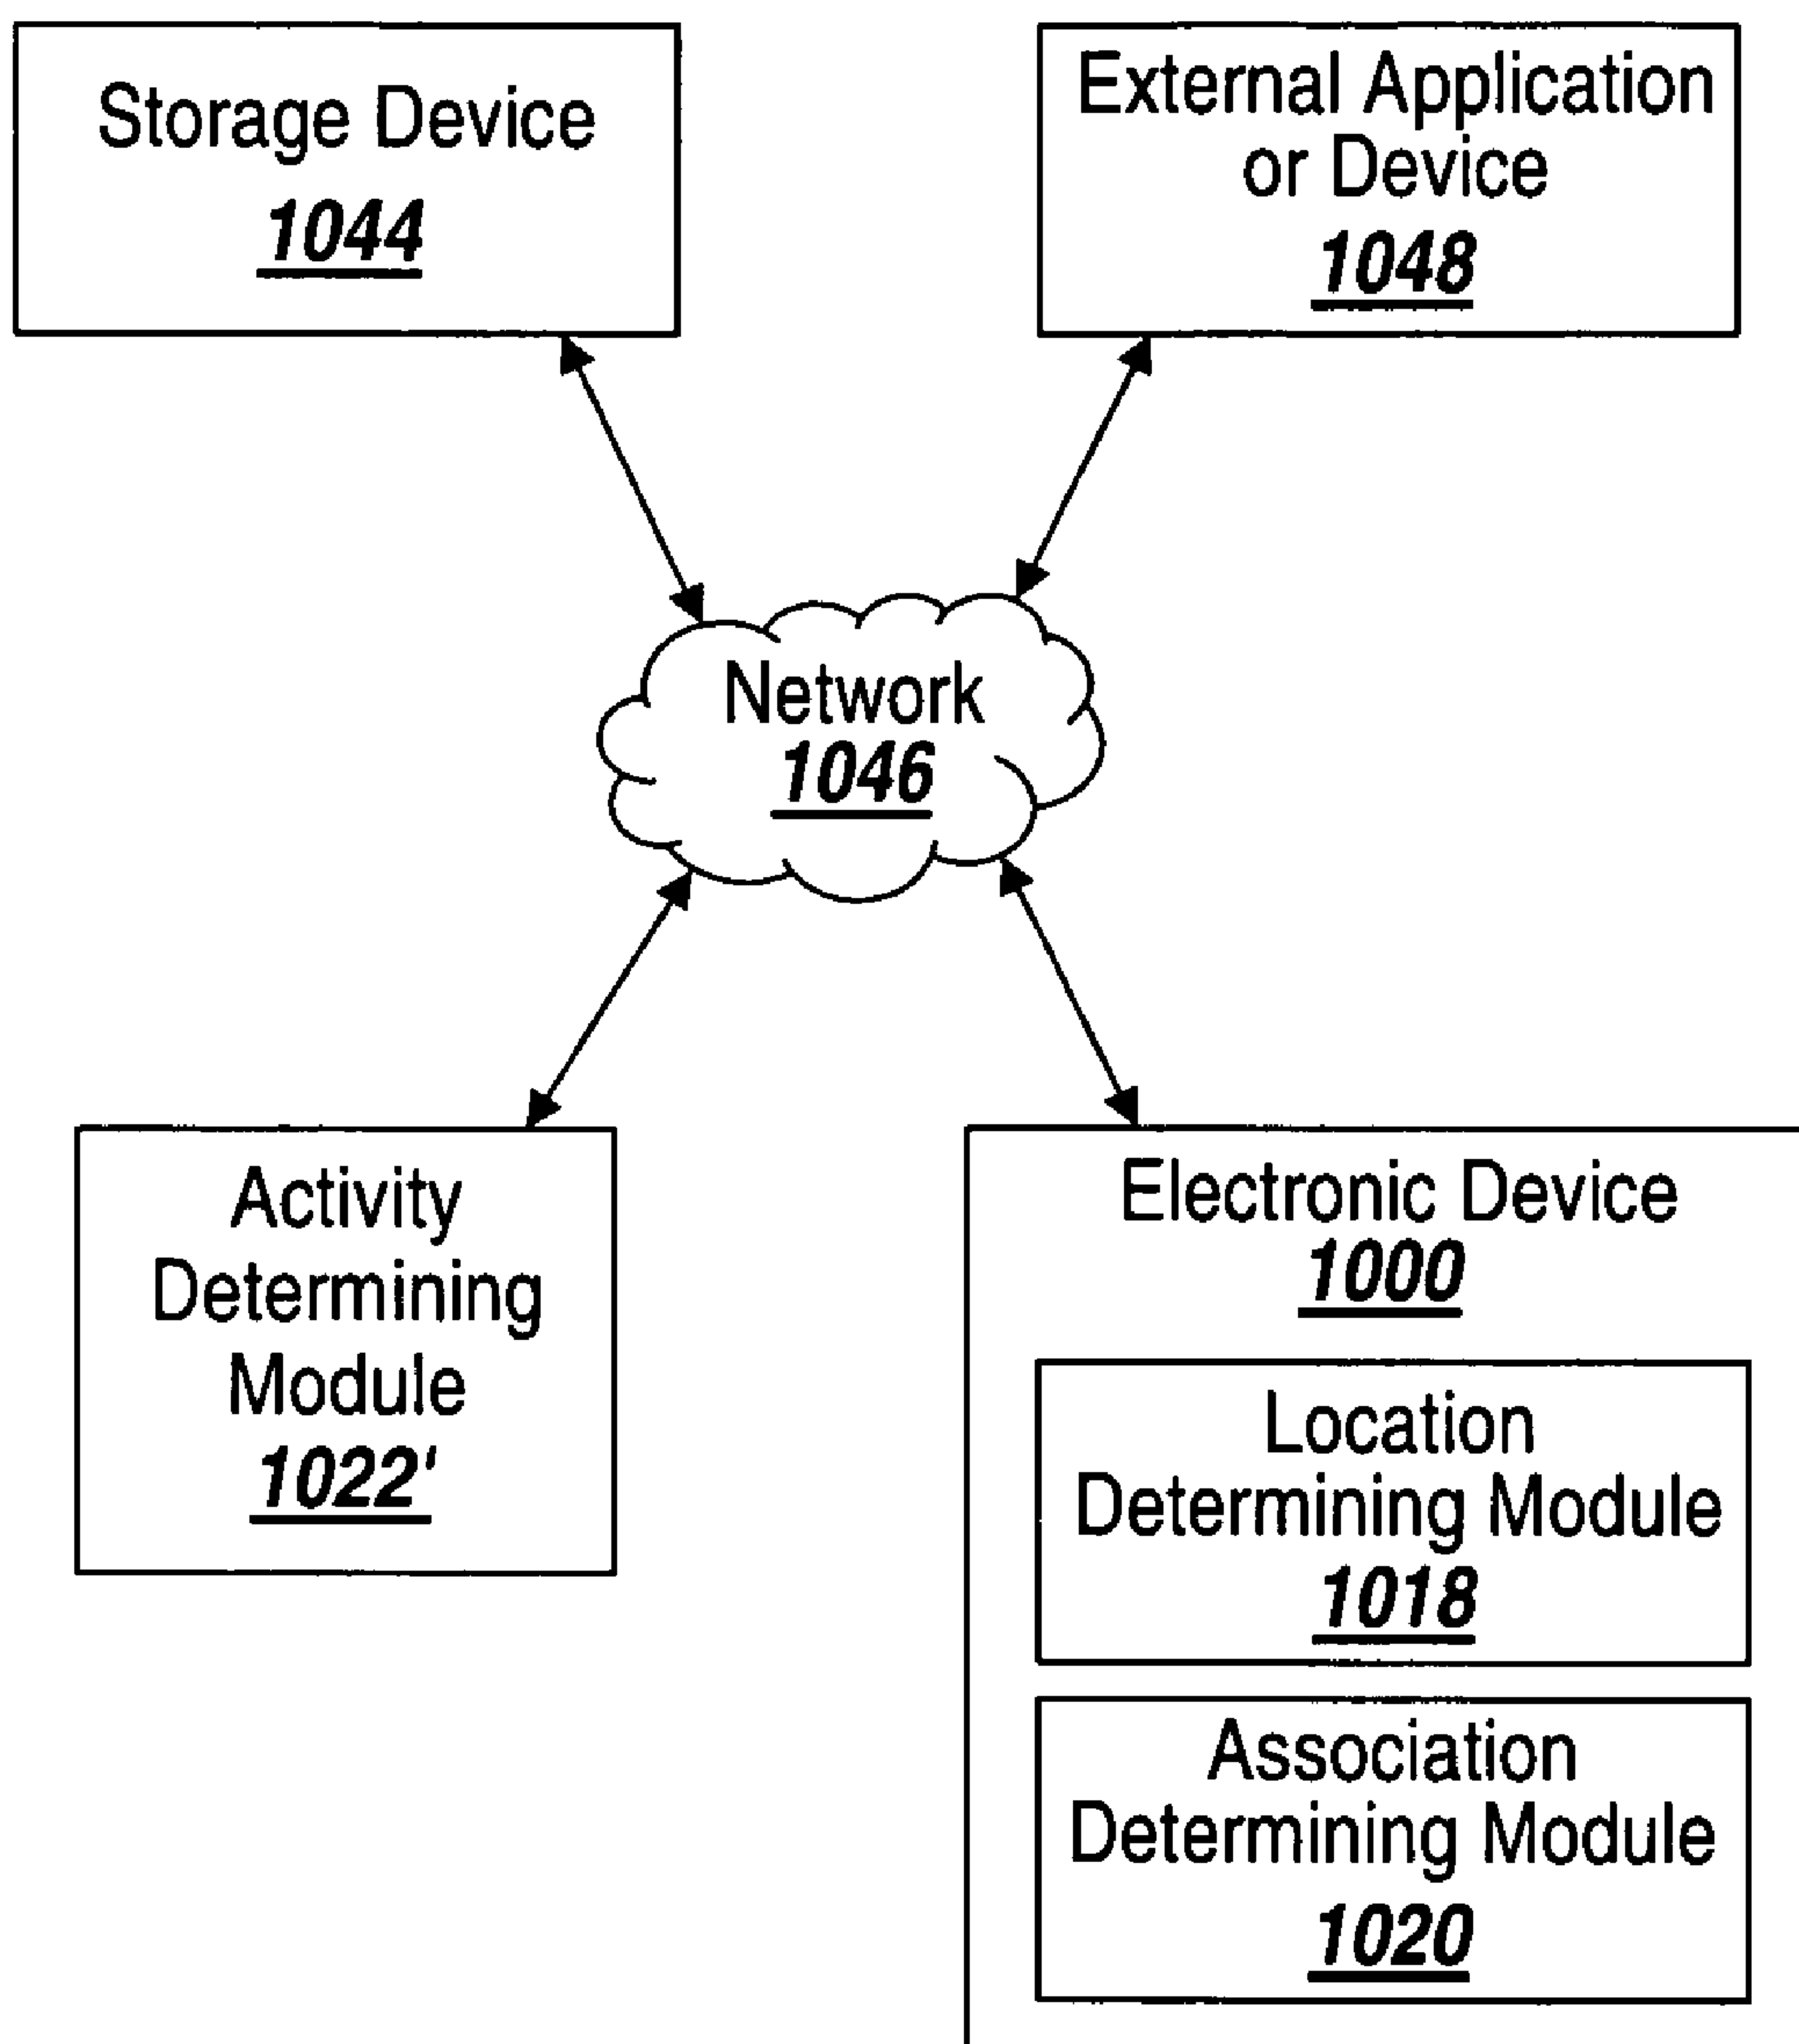 Storage Device
1044
External Application
or Device
1048
Network
1046
Activity
Determining
Module
1022'
Electronic Device
1000
Location
Determining Module
1018
Association
Determining Module
1020